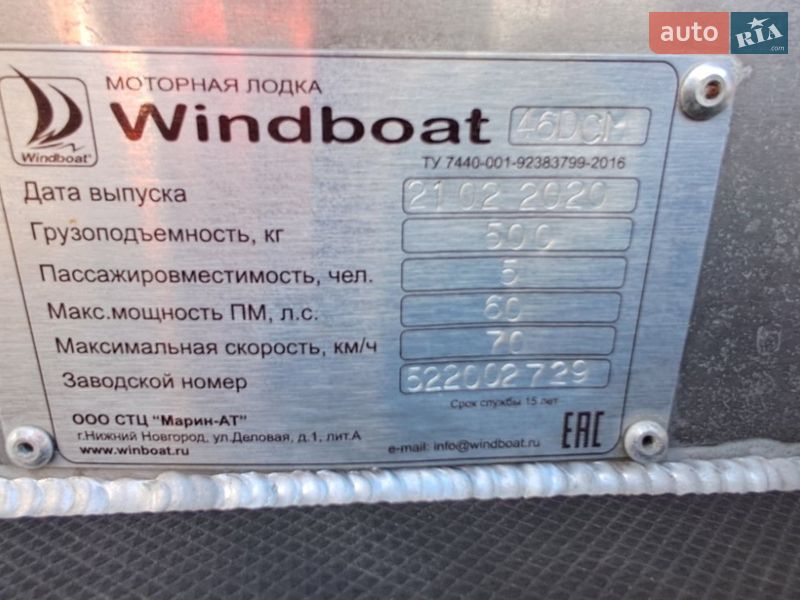 auto RIA .com
МОТОРНАЯ ЛОДКА
Windboat 46DCM
Windboat®
ТУ 7440-001-92383799-2016
Дата выпуска 21 02 2020
Грузоподъемность, кг 500
Пассажировместимость, чел. 5
Макс.мощность ПМ, л.с. 60
Максимальная скорость, км/ч 70
Заводской номер 522002729
Срок службы 15 лет
ООО СТЦ "Марин-АТ"
г.Нижний Новгород, ул.Деловая, д.1, лит.А
www.winboat.ru e-mail: info@windboat.ru
EAC